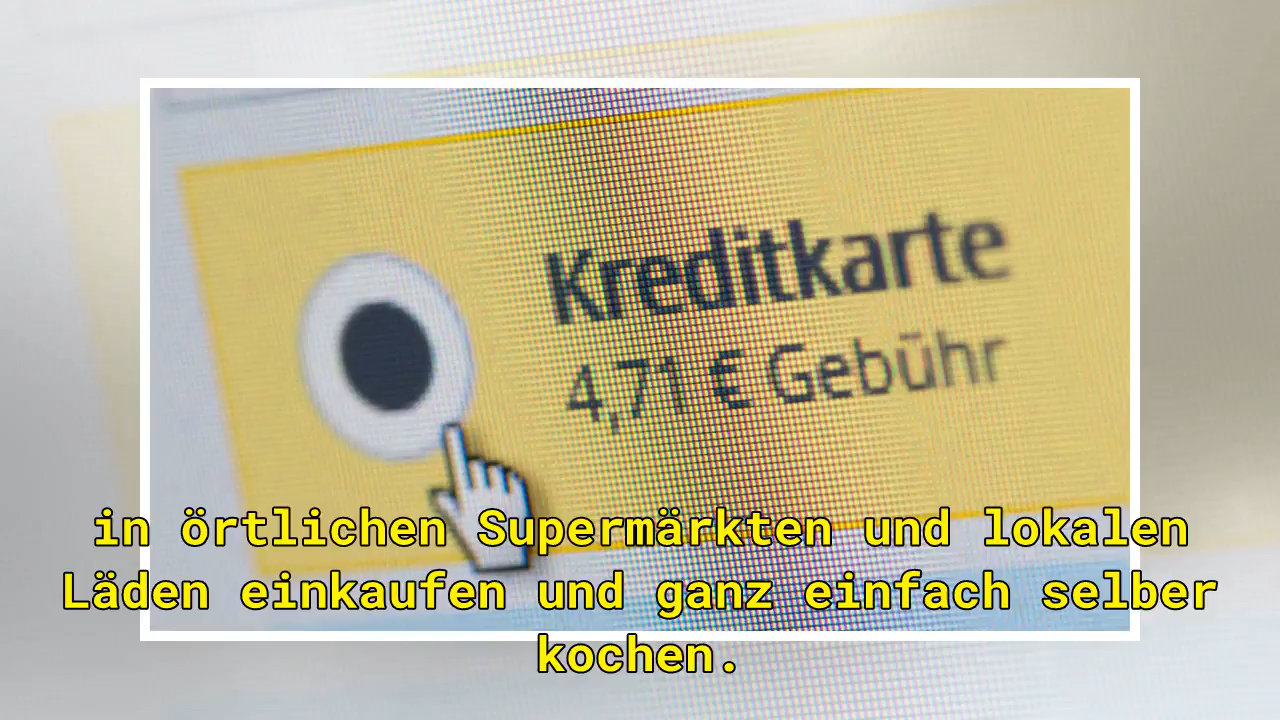 Kreditkarte
4,71 € Gebühr
in örtlichen Supermärkten und lokalen
Läden einkaufen und ganz einfach selber
kochen.